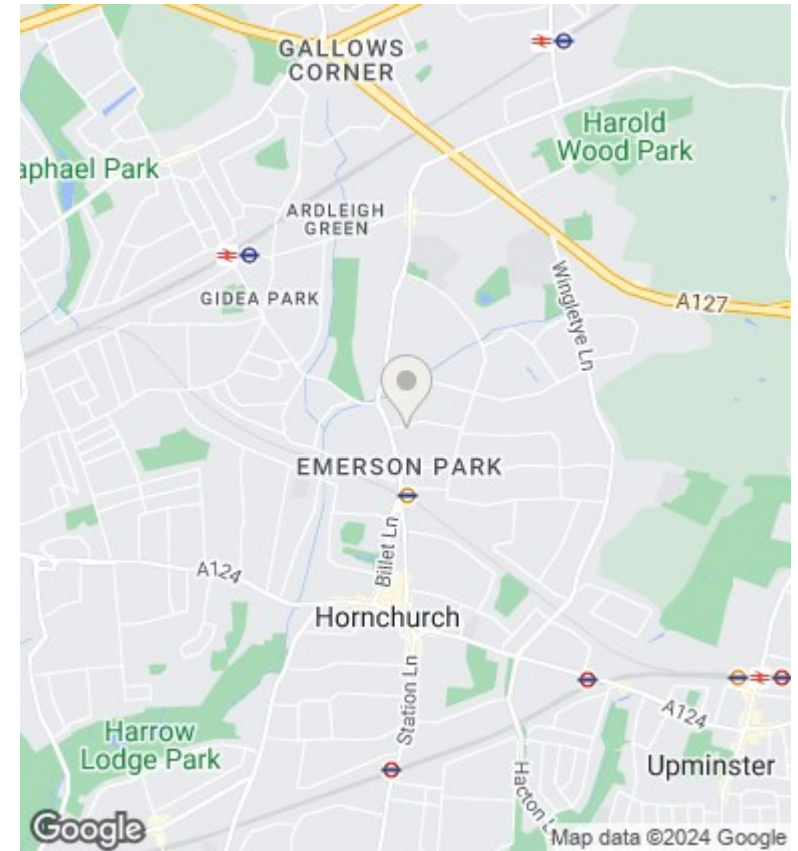 GALLOWS
CORNER
Harold
Wood Park
aphael Park
ARDLEIGH
GREEN
GIDEA PARK
Wingletye Ln
A127
EMERSON PARK
Billet Ln
A124
Hornchurch
Station Ln
A124
Harrow
Lodge Park
Upminster
Hacton L
Google
Map data ©2024 Google